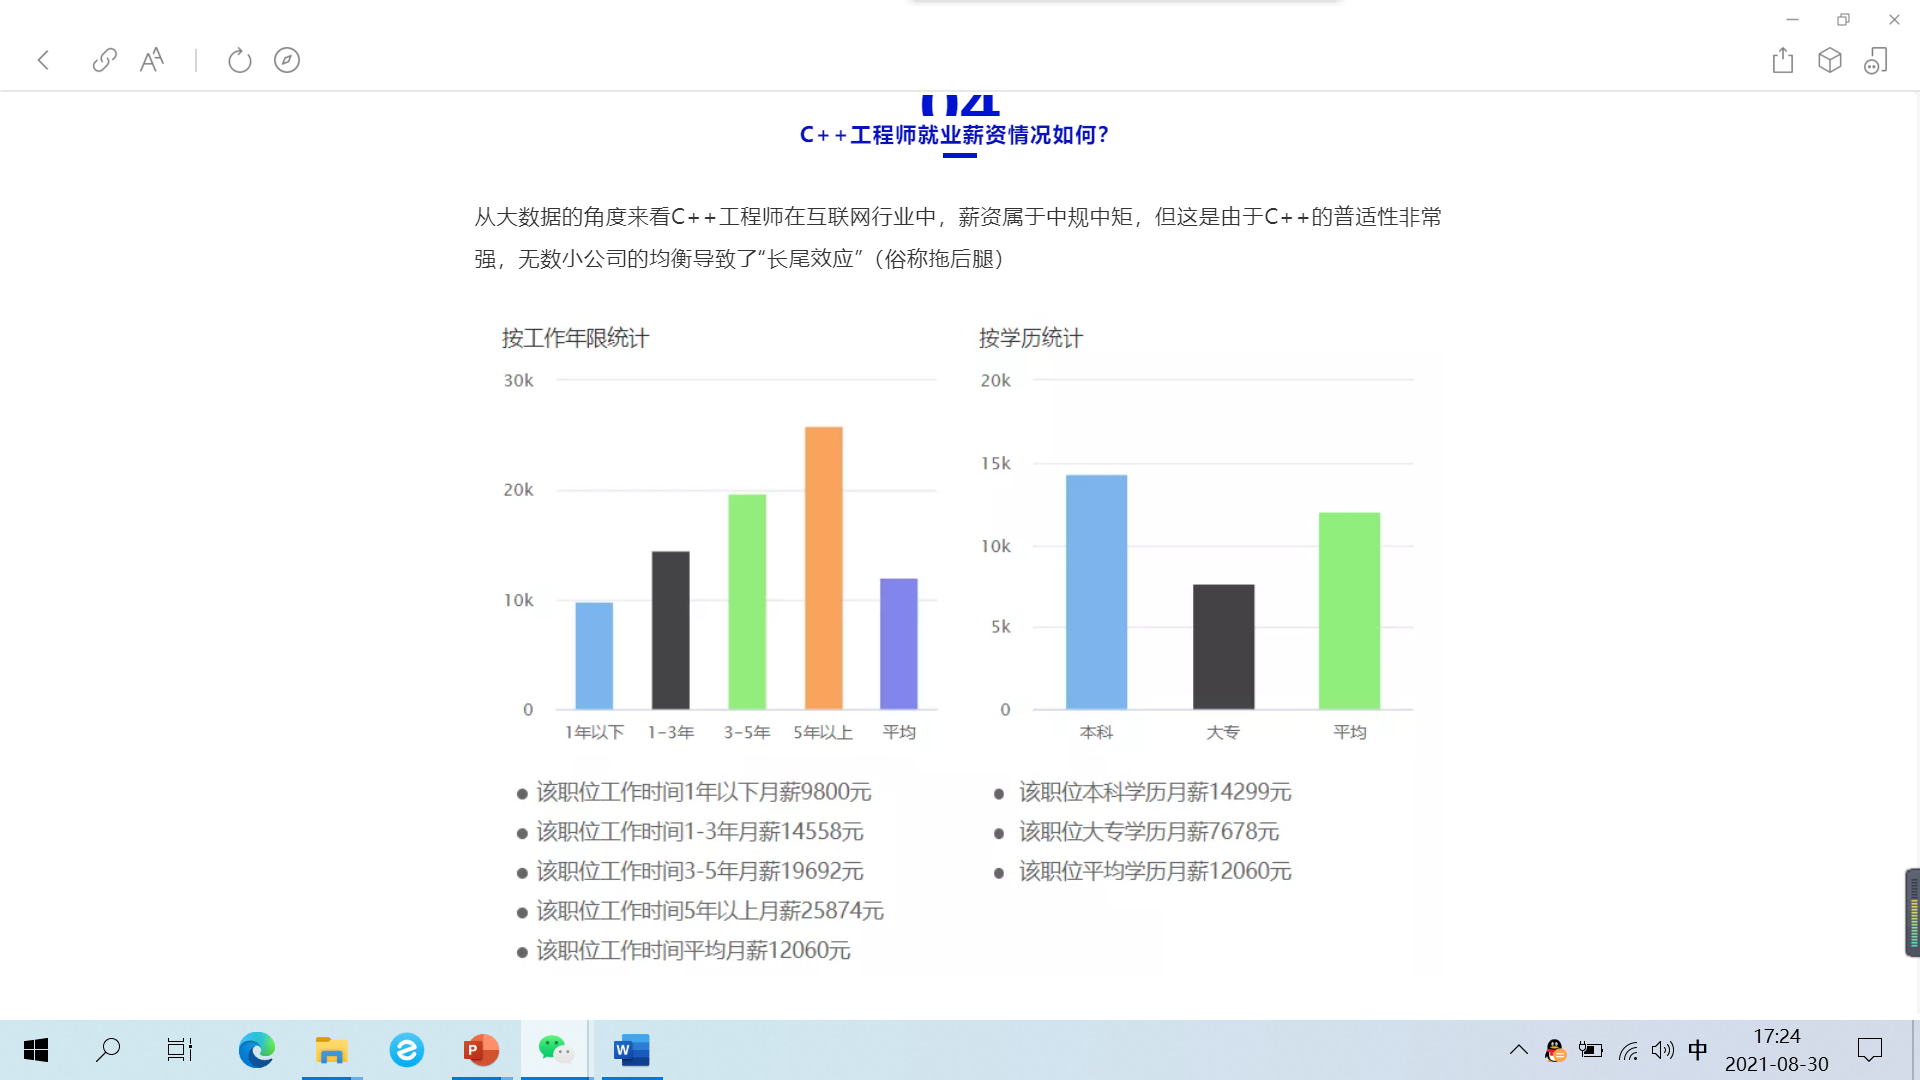 04
C++工程师就业薪资情况如何?
从大数据的角度来看C++工程师在互联网行业中，薪资属于中规中矩，但这是由于C++的普适性非常
强，无数小公司的均衡导致了“长尾效应”（俗称拖后腿）
按工作年限统计
30k
20k
10k
0
1年以下 1-3年 3-5年 5年以上 平均
该职位工作时间1年以下月薪9800元
该职位工作时间1-3年月薪14558元
该职位工作时间3-5年月薪19692元
该职位工作时间5年以上月薪25874元
该职位工作时间平均月薪12060元
按学历统计
20k
15k
10k
5k
0
本科 大专 平均
该职位本科学历月薪14299元
该职位大专学历月薪7678元
该职位平均学历月薪12060元
中
17:24
2021-08-30